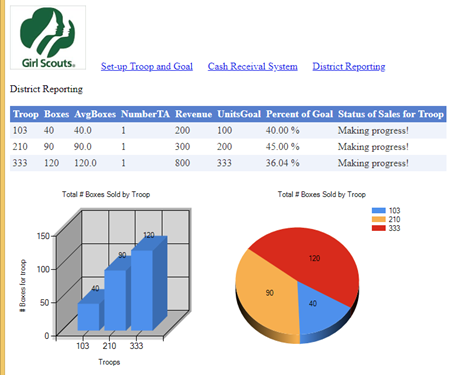 Girl Scouts.
Set-up Troop and Goal Cash Receival System District Reporting
District Reporting
Troop Boxes AvgBoxes NumberTA Revenue UnitsGoal Percent of Goal Status of Sales for Troop
103 40 40.0 1 200 100 40.00 % Making progress!
210 90 90.0 1 300 200 45.00 % Making progress!
333 120 120.0 1 800 333 36.04 % Making progress!
Total # Boxes Sold by Troop
150
100
50
0
# Boxes for troop
40
90
120
103 210 333
Troops
Total # Boxes Sold by Troop
103
210
333
120
90
40